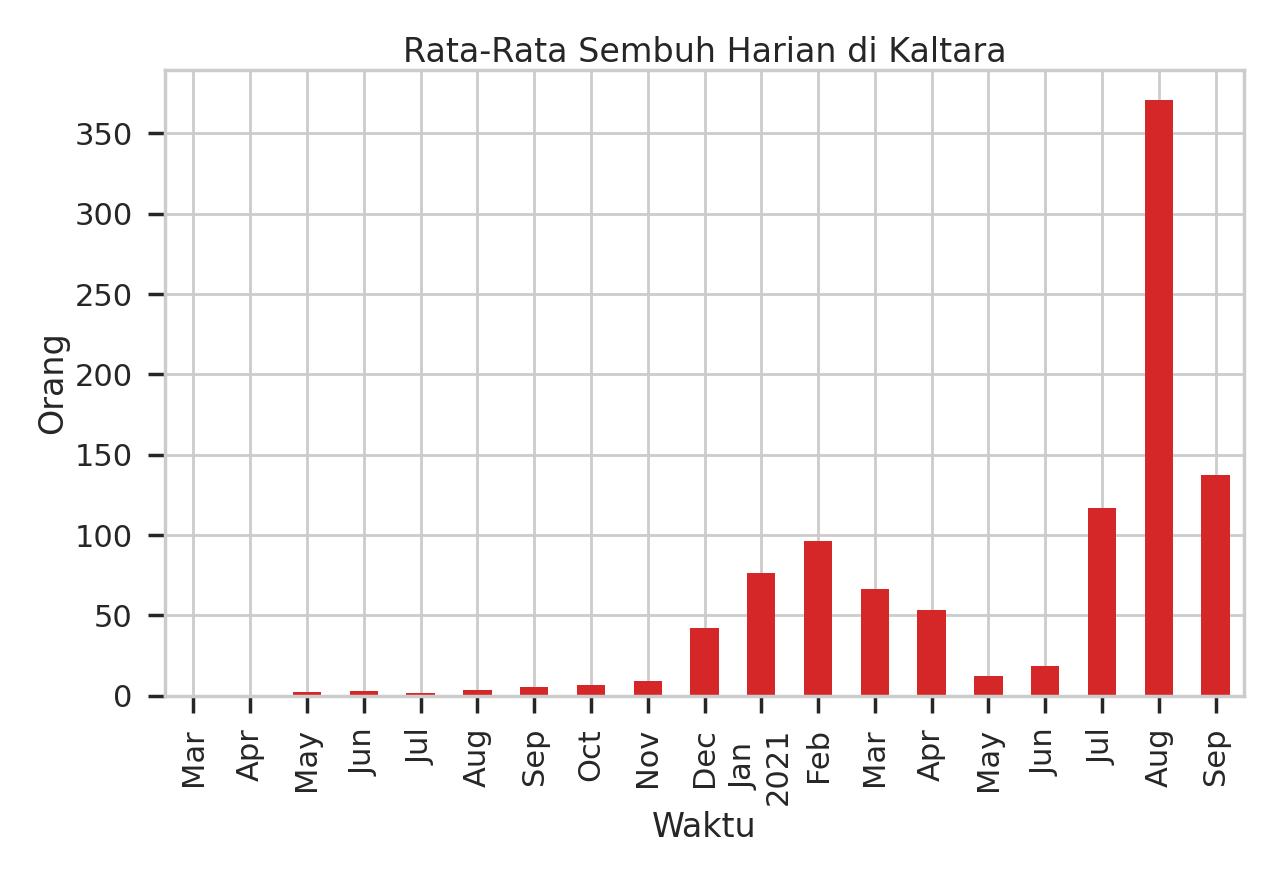 Rata-Rata Sembuh Harian di Kaltara
350
300
250
200
150
100
50
0
Orang
Mar
Apr
May
Jun
Jul
Aug
Sep
Oct
Nov
Dec
Jan
2021
Feb
Mar
Apr
May
Jun
Jul
Aug
Sep
Waktu